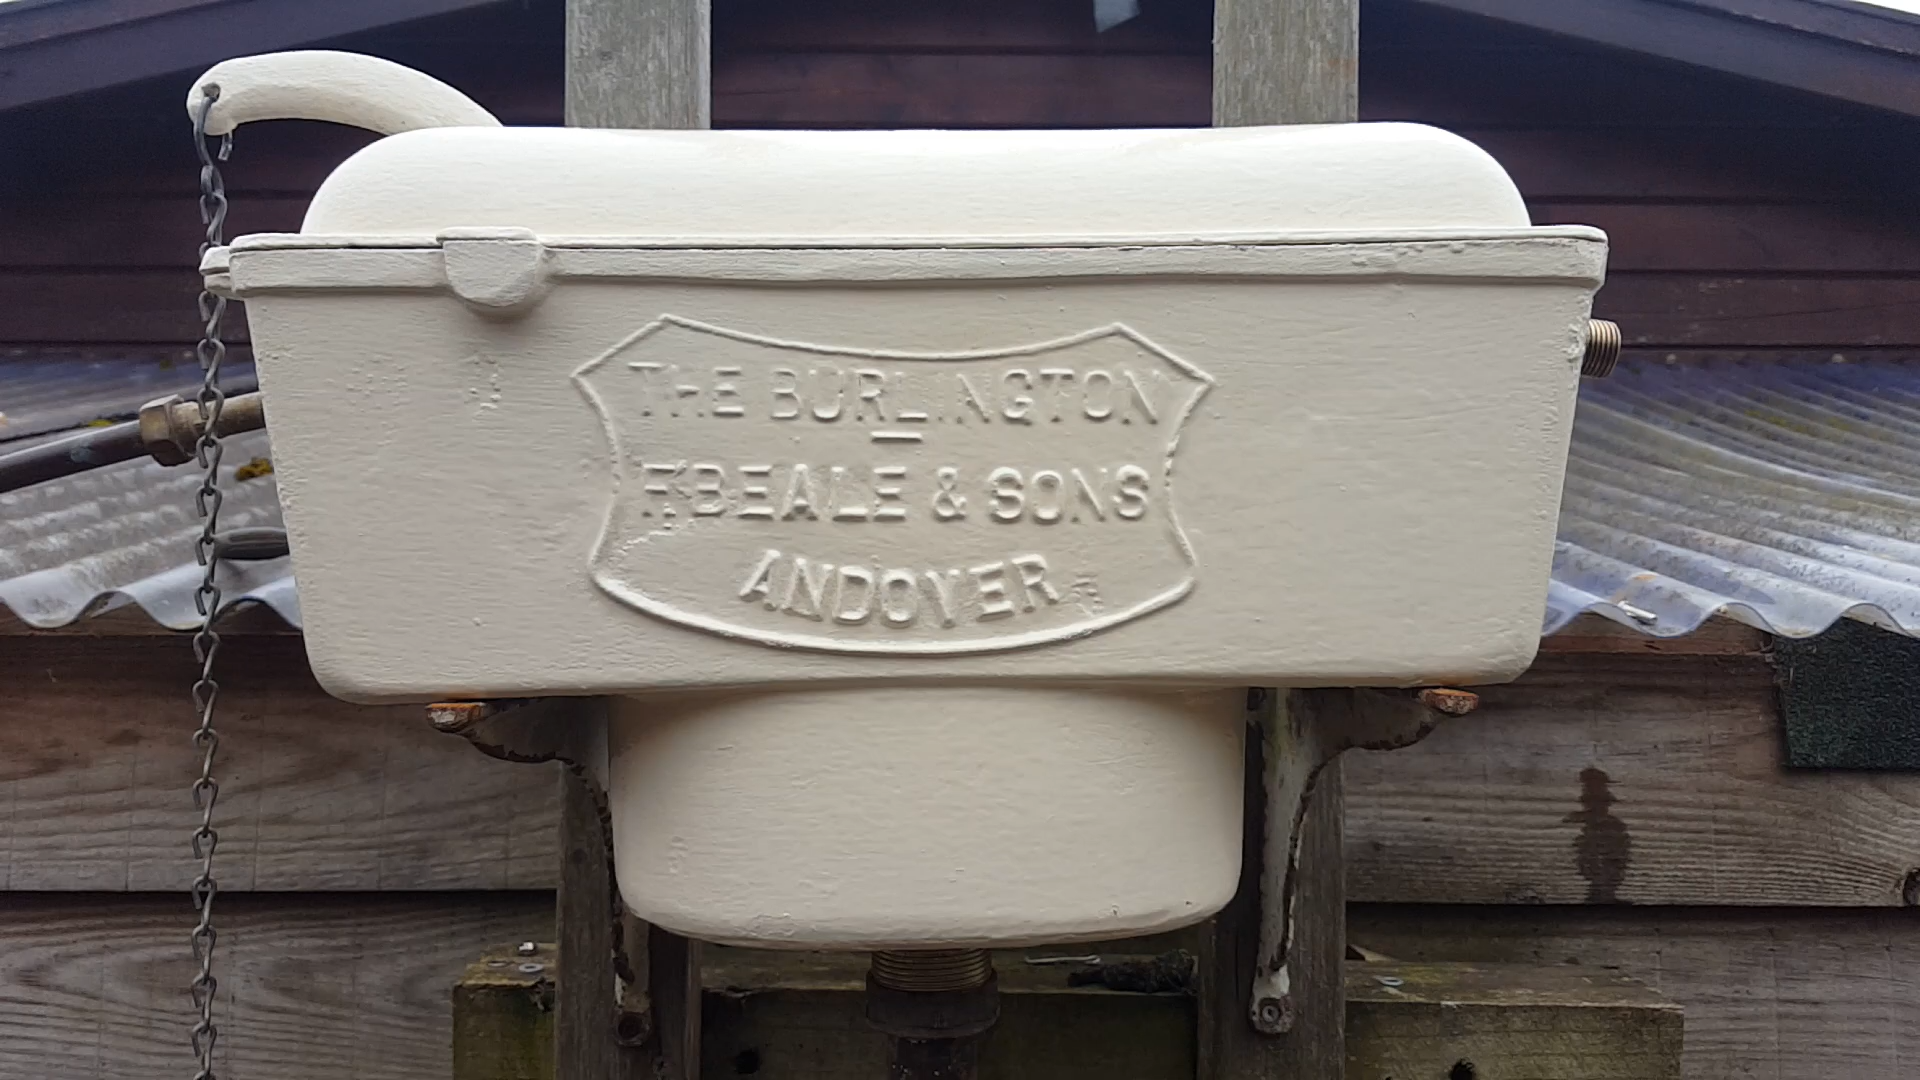 THE BURLINGTON
–
F. BEALE & SONS
ANDOVER